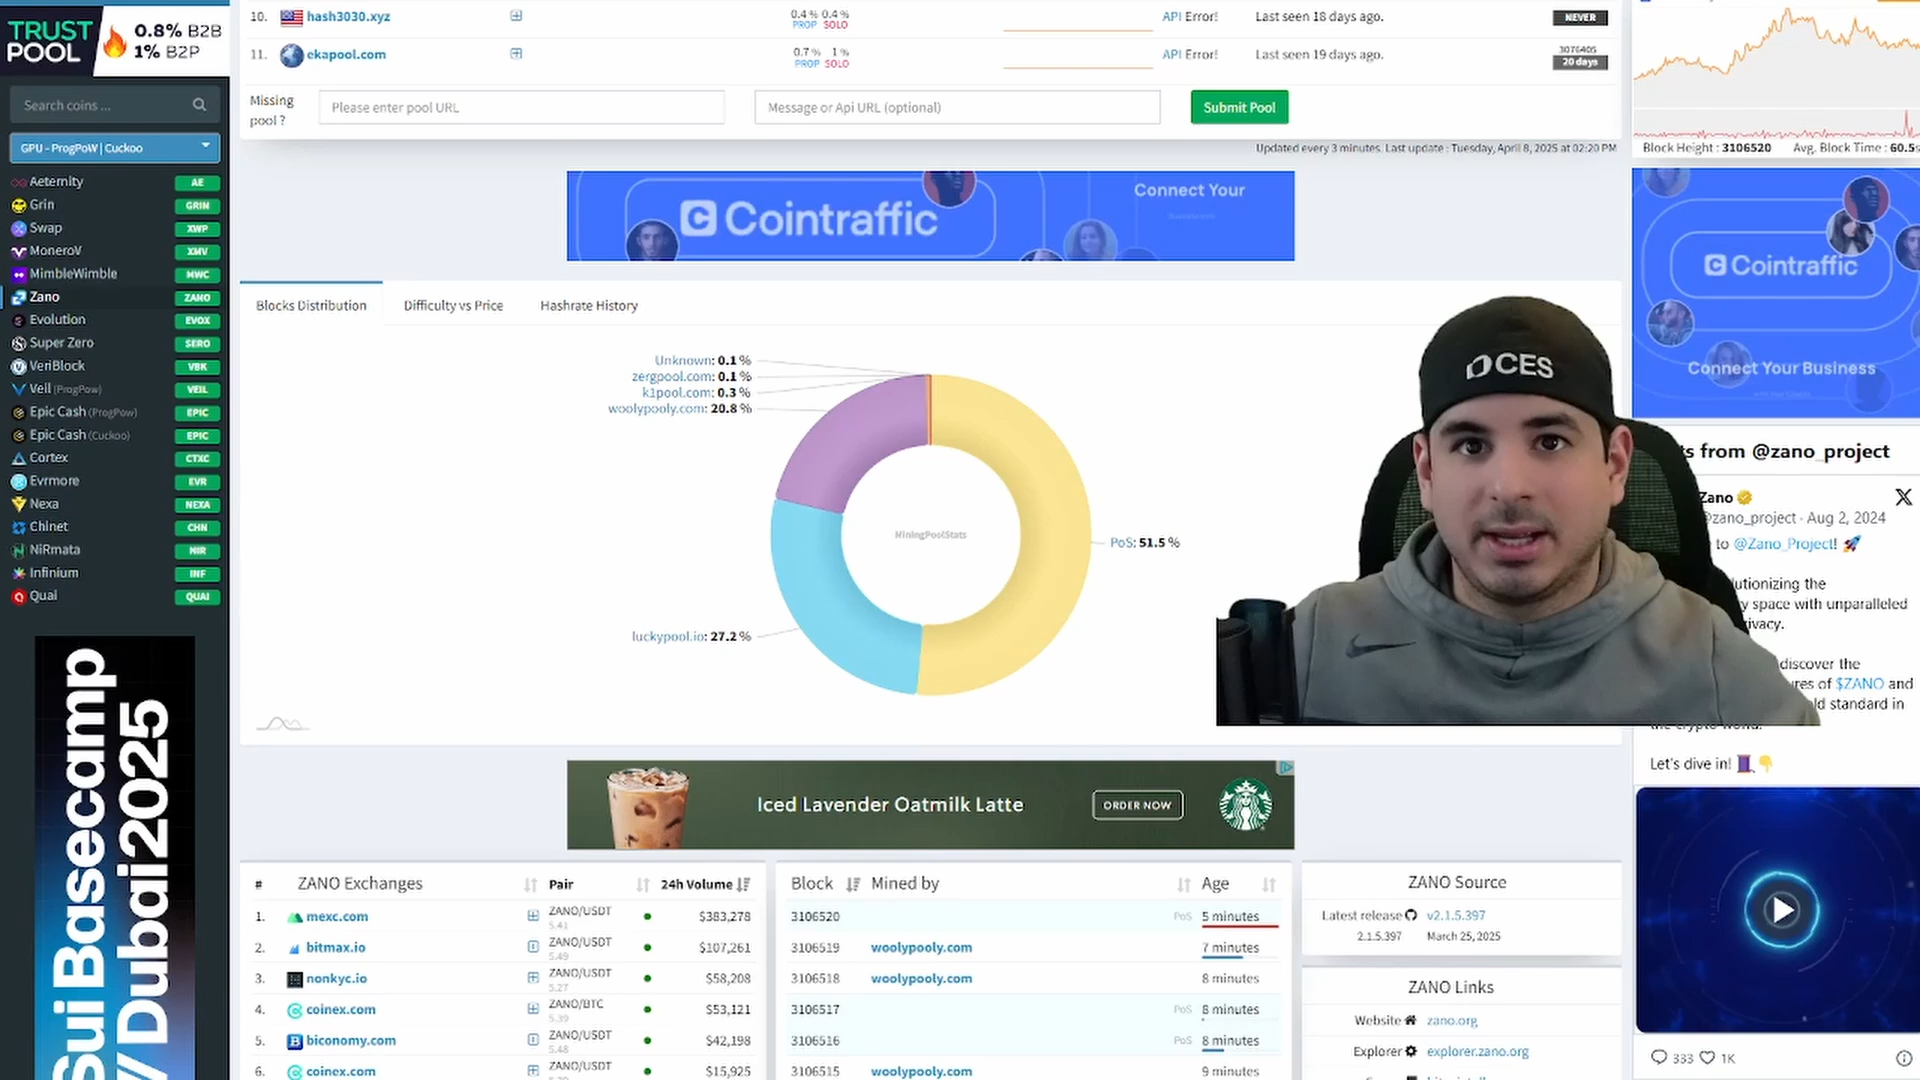 TRUST
POOL
0.8% B2B
1% B2P
Search coins ...
GPU - ProgPoW | Cuckoo
Aeternity AE
Grin GRIN
Swap XWP
MoneroV XMV
MimbleWimble MWC
Zano ZANO
Evolution EVOX
Super Zero SERO
VeriBlock VBK
Veil (ProgPow) VEIL
Epic Cash (ProgPow) EPIC
Epic Cash (Cuckoo) EPIC
Cortex CTXC
Evrmore EVR
Nexa NEXA
Chinet CHN
NiRmata NIR
Infinium INF
Quai QUAI
Sui Basecamp
// Dubai 2025
10. hash3030.xyz 0.4 % 0.4 % API Error! Last seen 18 days ago. NEVER
PROP SOLO
11. ekapool.com 0.7 % 1 % API Error! Last seen 19 days ago. 3076405
PROP SOLO 20 days
Missing
pool ?
Please enter pool URL
Message or Api URL (optional)
Submit Pool
Updated every 3 minutes. Last update : Tuesday, April 8, 2025 at 02:20 PM
Cointraffic
Connect Your
Blocks Distribution Difficulty vs Price Hashrate History
Unknown: 0.1 %
zergpool.com: 0.1 %
k1pool.com: 0.3 %
woolypooly.com: 20.8 %
MiningPoolStats
PoS: 51.5 %
luckypool.io: 27.2 %
CES
Iced Lavender Oatmilk Latte
ORDER NOW
# ZANO Exchanges Pair 24h Volume
1. mexc.com ZANO/USDT $383,278
5.41
2. bitmax.io ZANO/USDT $107,261
5.49
3. nonkyc.io ZANO/USDT $58,208
5.27
4. coinex.com ZANO/BTC $53,121
5.39
5. biconomy.com ZANO/USDT $42,198
5.48
6. coinex.com ZANO/USDT $15,925
Block Mined by Age
3106520 PoS 5 minutes
3106519 woolypooly.com 7 minutes
3106518 woolypooly.com 8 minutes
3106517 PoS 8 minutes
3106516 PoS 8 minutes
3106515 woolypooly.com 9 minutes
ZANO Source
Latest release v2.1.5.397
2.1.5.397 March 25, 2025
ZANO Links
Website zano.org
Explorer explorer.zano.org
Block Height : 3106520 Avg. Block Time : 60.5s
Cointraffic
Connect Your Business
s from @zano_project
Zano
@zano_project · Aug 2, 2024
to @Zano_Project!
lutionizing the
y space with unparalleled
ivacy.
discover the
res of $ZANO and
ld standard in
Let's dive in!
333 1K